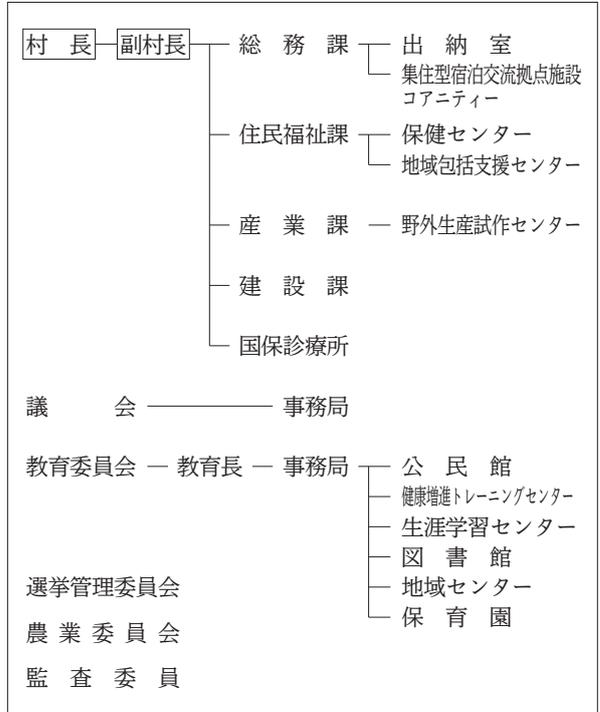 村長 副村長 総務課 出納室
集住型宿泊交流拠点施設
コアニティー
住民福祉課 保健センター
地域包括支援センター
産業課 野外生産試作センター
建設課
国保診療所
議会 事務局
教育委員会 教育長 事務局 公民館
健康増進トレーニングセンター
生涯学習センター
図書館
選挙管理委員会 地域センター
保育園
農業委員会
監査委員